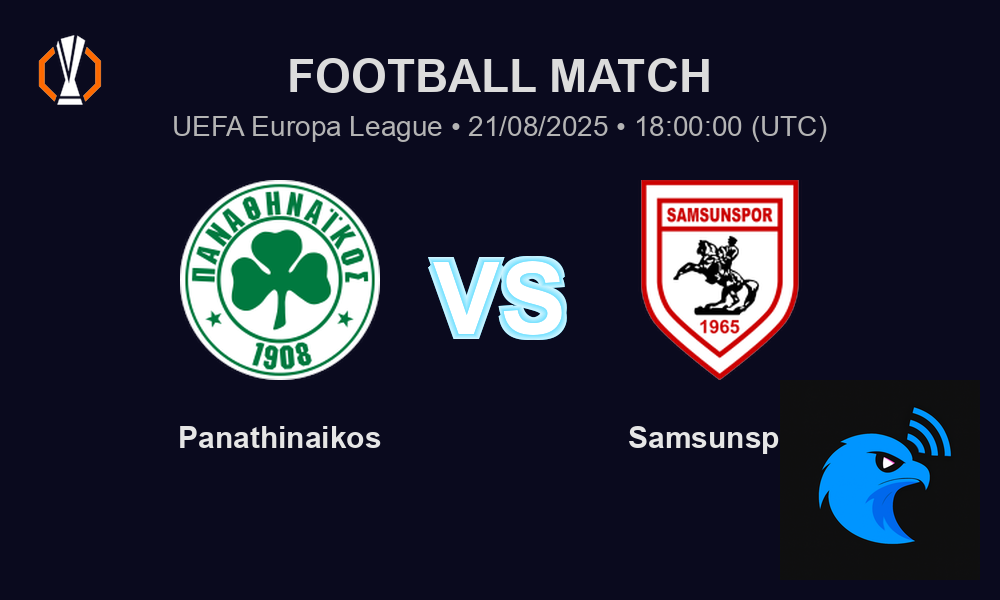 FOOTBALL MATCH
UEFA Europa League • 21/08/2025 • 18:00:00 (UTC)
ΠΑΝΑΘΗΝΑΪΚΟΣ
1908
VS
SAMSUNSPOR
1965
Panathinaikos
Samsunsp